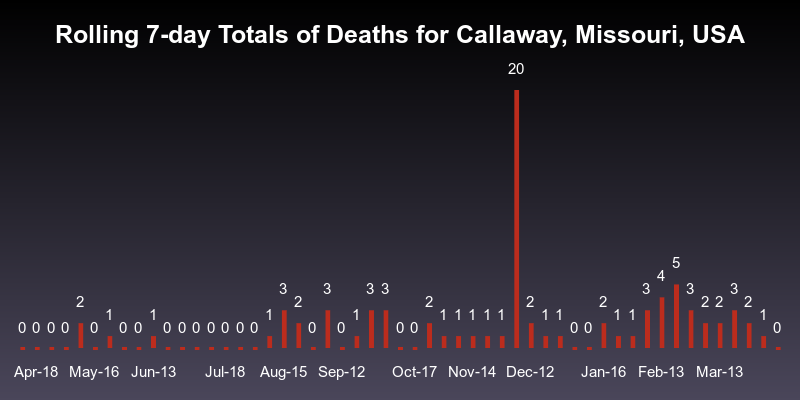 Rolling 7-day Totals of Deaths for Callaway, Missouri, USA
20
5
4
3 3 3 3 3 3 3
2 2 2 2 2 2 2 2
1 1 1 1 1 1 1 1 1 1 1 1 1 1
0 0 0 0 0 0 0 0 0 0 0 0 0 0 0 0 0 0 0 0 0
Apr-18 May-16 Jun-13 Jul-18 Aug-15 Sep-12 Oct-17 Nov-14 Dec-12 Jan-16 Feb-13 Mar-13